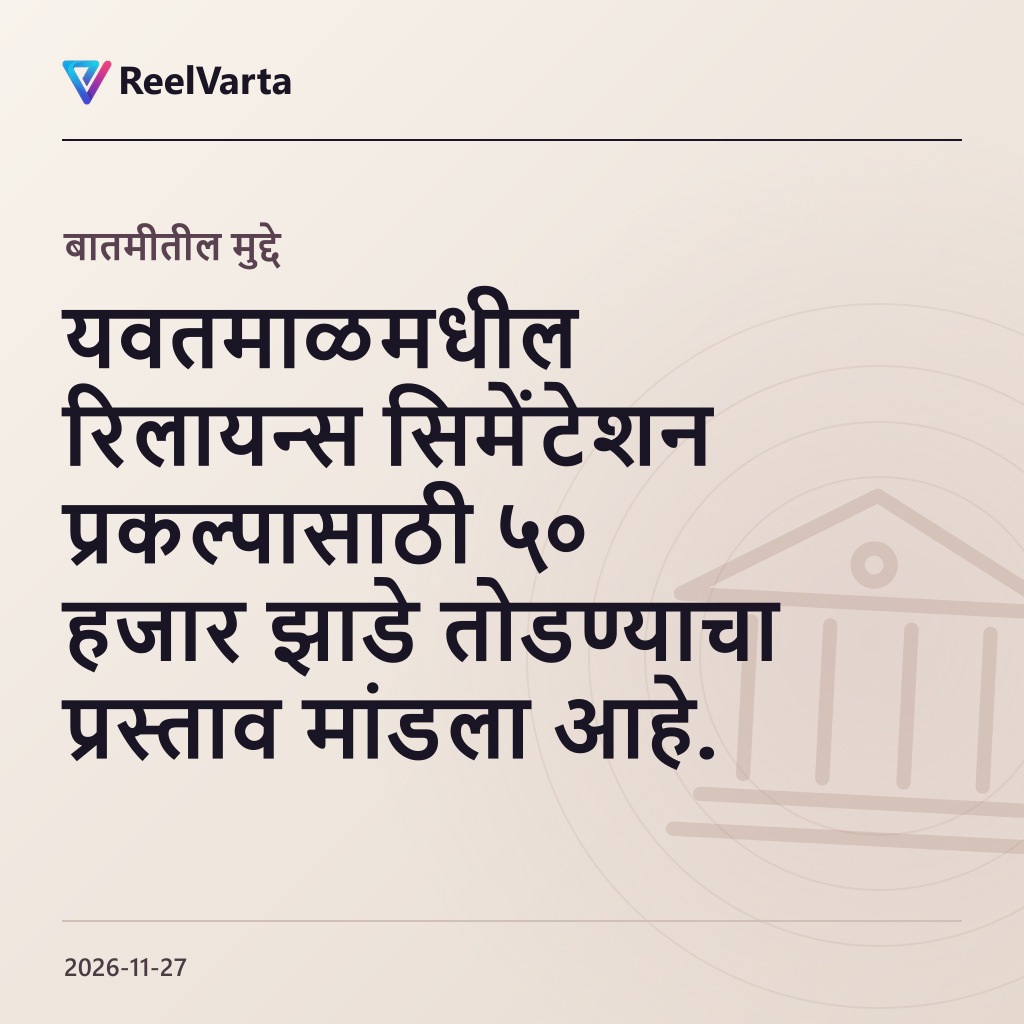 ReelVarta
बातमीतील मुद्दे
यवतमाळमधील
रिलायन्स सिमेंटेशन
प्रकल्पासाठी ५०
हजार झाडे तोडण्याचा
प्रस्ताव मांडला आहे.
2026-11-27